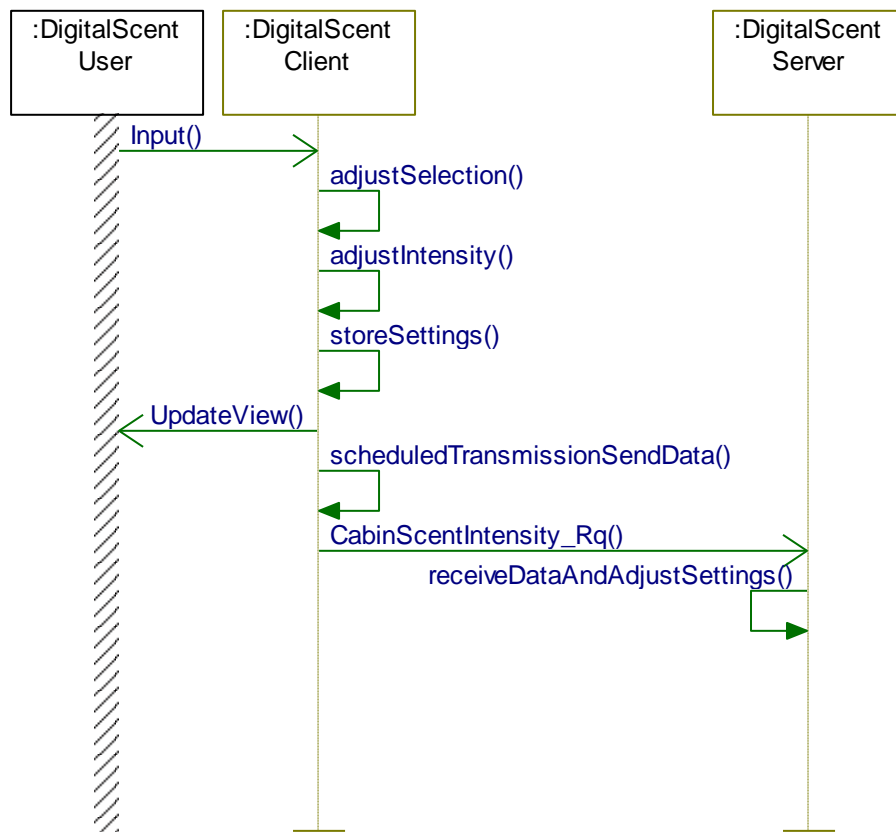 :DigitalScent
User
:DigitalScent
Client
:DigitalScent
Server
Input()
adjustSelection()
adjustIntensity()
storeSettings()
UpdateView()
scheduledTransmissionSendData()
CabinScentIntensity_Rq()
receiveDataAndAdjustSettings()